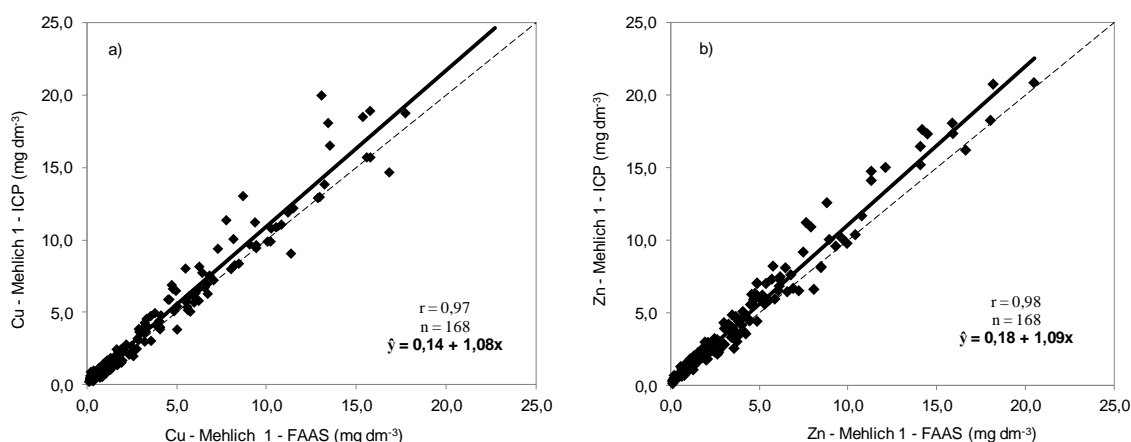 a)
25,0
20,0
15,0
10,0
5,0
0,0
Cu - Mehlich 1 - ICP (mg dm-3)
r = 0,97
n = 168
ŷ = 0,14 + 1,08x
0,0 5,0 10,0 15,0 20,0 25,0
Cu - Mehlich 1 - FAAS (mg dm-3)
b)
25,0
20,0
15,0
10,0
5,0
0,0
Zn - Mehlich 1 - ICP (mg dm-3)
r = 0,98
n = 168
ŷ = 0,18 + 1,09x
0,0 5,0 10,0 15,0 20,0 25,0
Zn - Mehlich 1 - FAAS (mg dm-3)